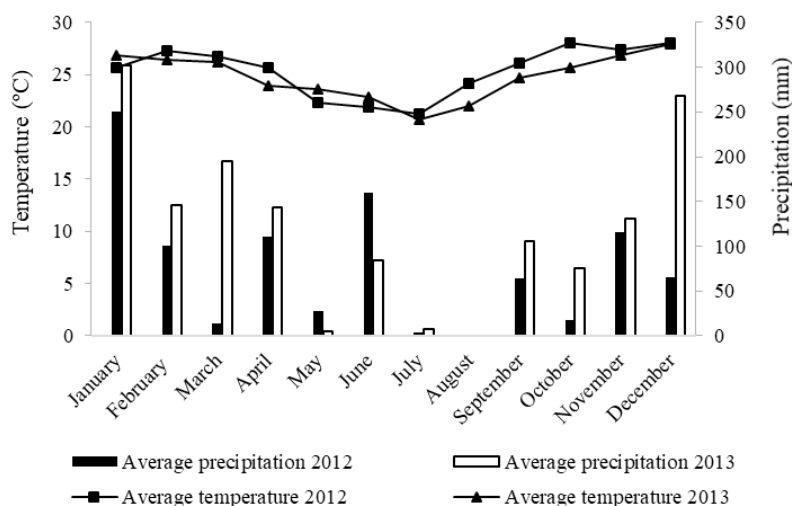 Temperature (°C)
30
25
20
15
10
5
0
Precipitation (mm)
350
300
250
200
150
100
50
0
January
February
March
April
May
June
July
August
September
October
November
December
Average precipitation 2012
Average precipitation 2013
Average temperature 2012
Average temperature 2013